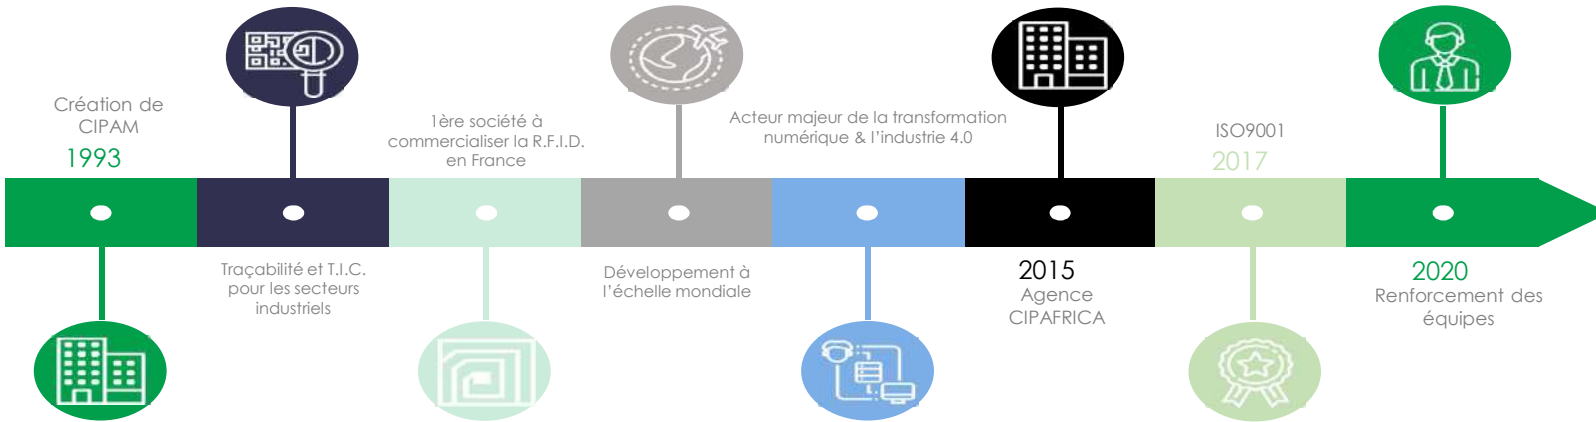 Création de
CIPAM
1993
Traçabilité et T.I.C.
pour les secteurs
industriels
1ère société à
commercialiser la R.F.I.D.
en France
Développement à
l’échelle mondiale
Acteur majeur de la transformation
numérique & l’industrie 4.0
2015
Agence
CIPAFRICA
ISO9001
2017
2020
Renforcement des
équipes